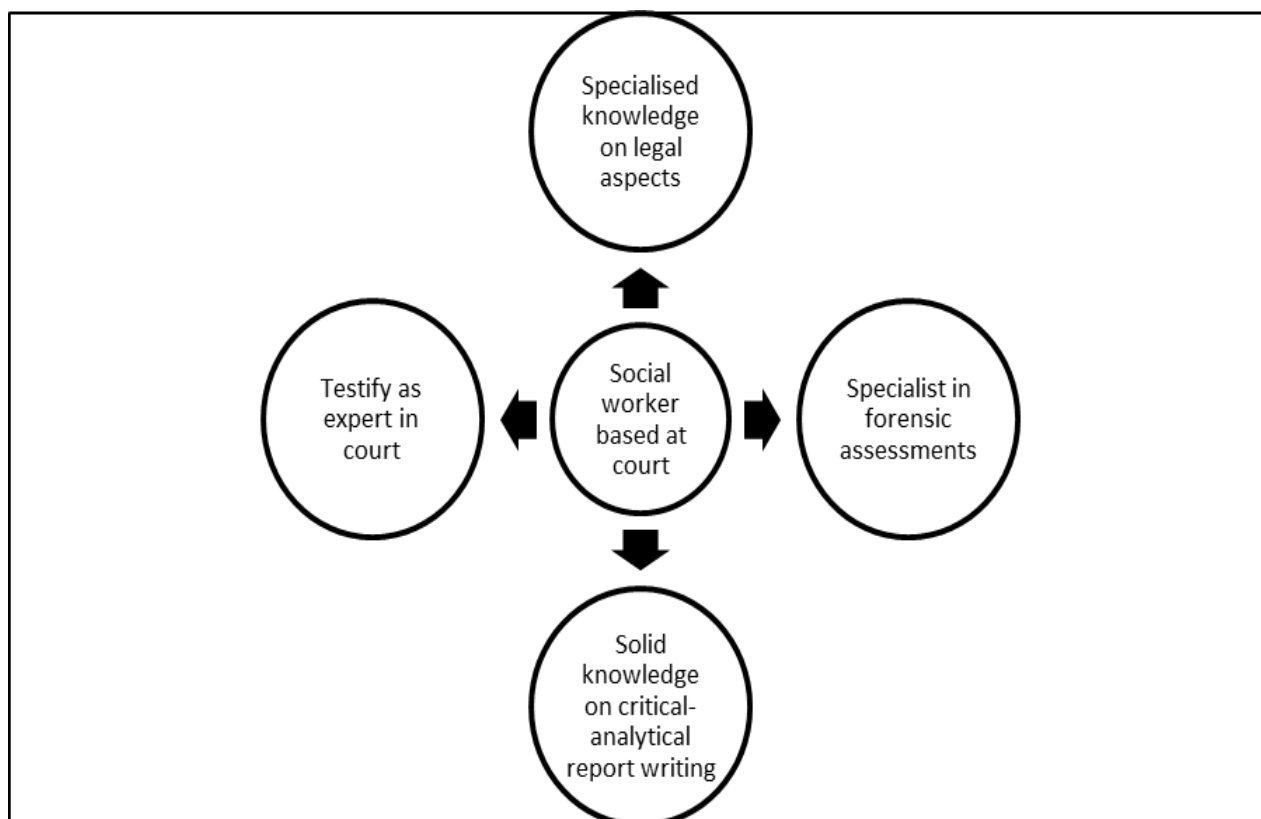 Specialised
knowledge
on legal
aspects
Testify as
expert in
court
Social
worker
based at
court
Specialist in
forensic
assessments
Solid
knowledge
on critical-
analytical
report writing